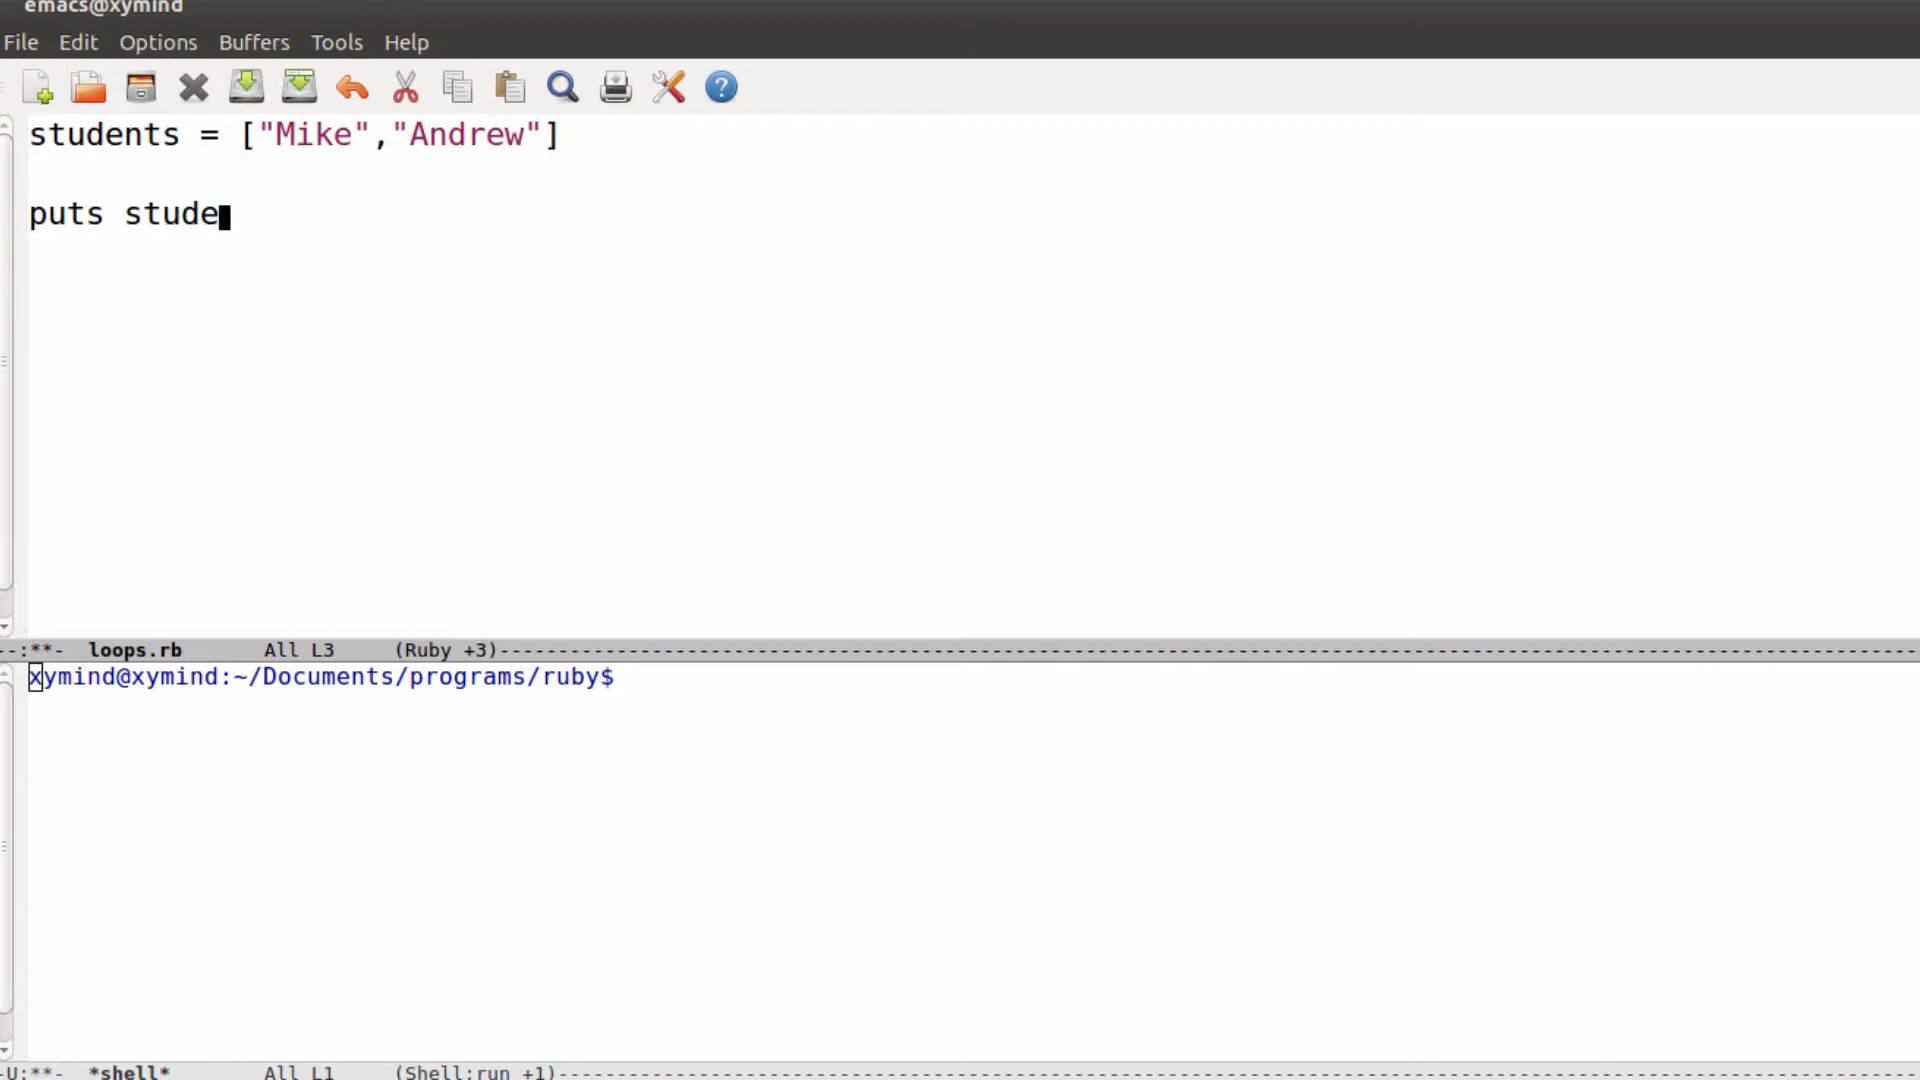 emacs@xymind
File Edit Options Buffers Tools Help
students = ["Mike","Andrew"]
puts stude
--:**- loops.rb All L3 (Ruby +3)--------------------------------------------------
xymind@xymind:~/Documents/programs/ruby$
-U:**- *shell* All L1 (Shell:run +1)--------------------------------------------------